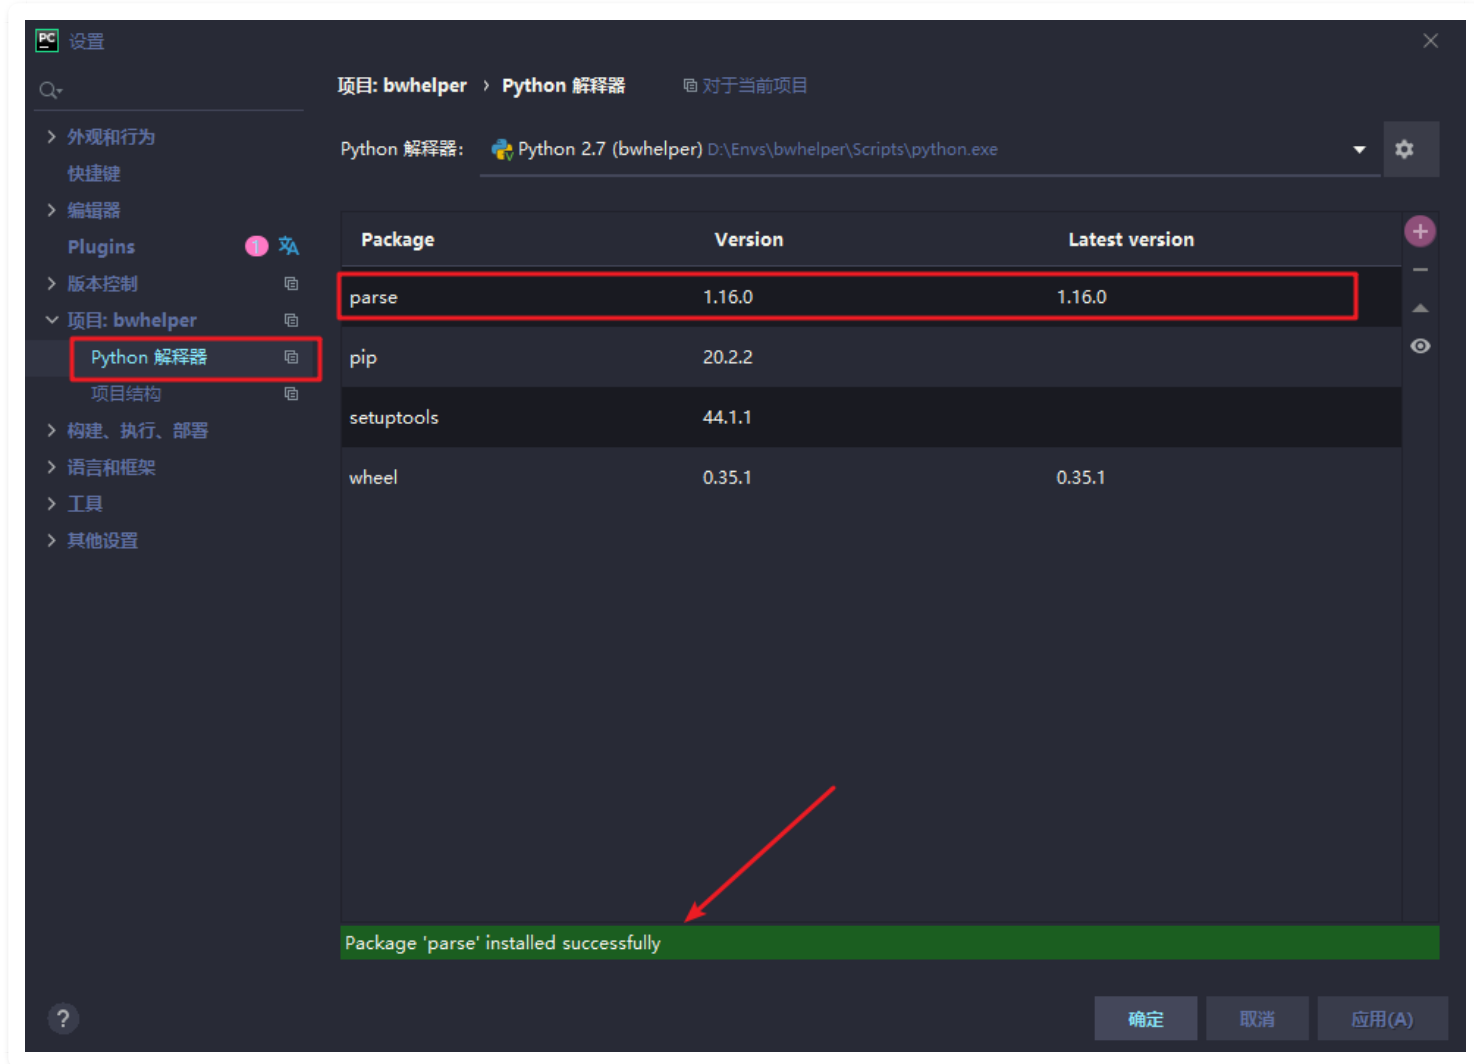 PC 设置
项目: bwhelper › Python 解释器 对于当前项目
外观和行为
快捷键
编辑器
Plugins 1
版本控制
项目: bwhelper
Python 解释器
项目结构
构建、执行、部署
语言和框架
工具
其他设置
Python 解释器: Python 2.7 (bwhelper) D:\Envs\bwhelper\Scripts\python.exe
Package Version Latest version
parse 1.16.0 1.16.0
pip 20.2.2
setuptools 44.1.1
wheel 0.35.1 0.35.1
Package 'parse' installed successfully
?
确定 取消 应用(A)